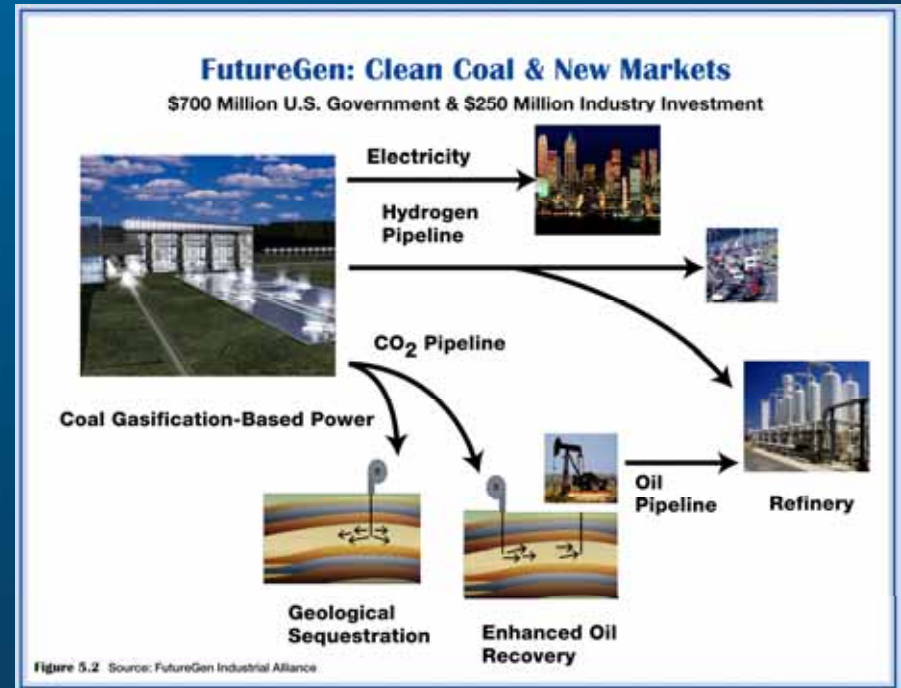 FutureGen: Clean Coal & New Markets
$700 Million U.S. Government & $250 Million Industry Investment
Electricity
Hydrogen
Pipeline
CO₂ Pipeline
Coal Gasification-Based Power
Oil
Pipeline
Refinery
Geological
Sequestration
Enhanced Oil
Recovery
Figure 5.2 Source: FutureGen Industrial Alliance